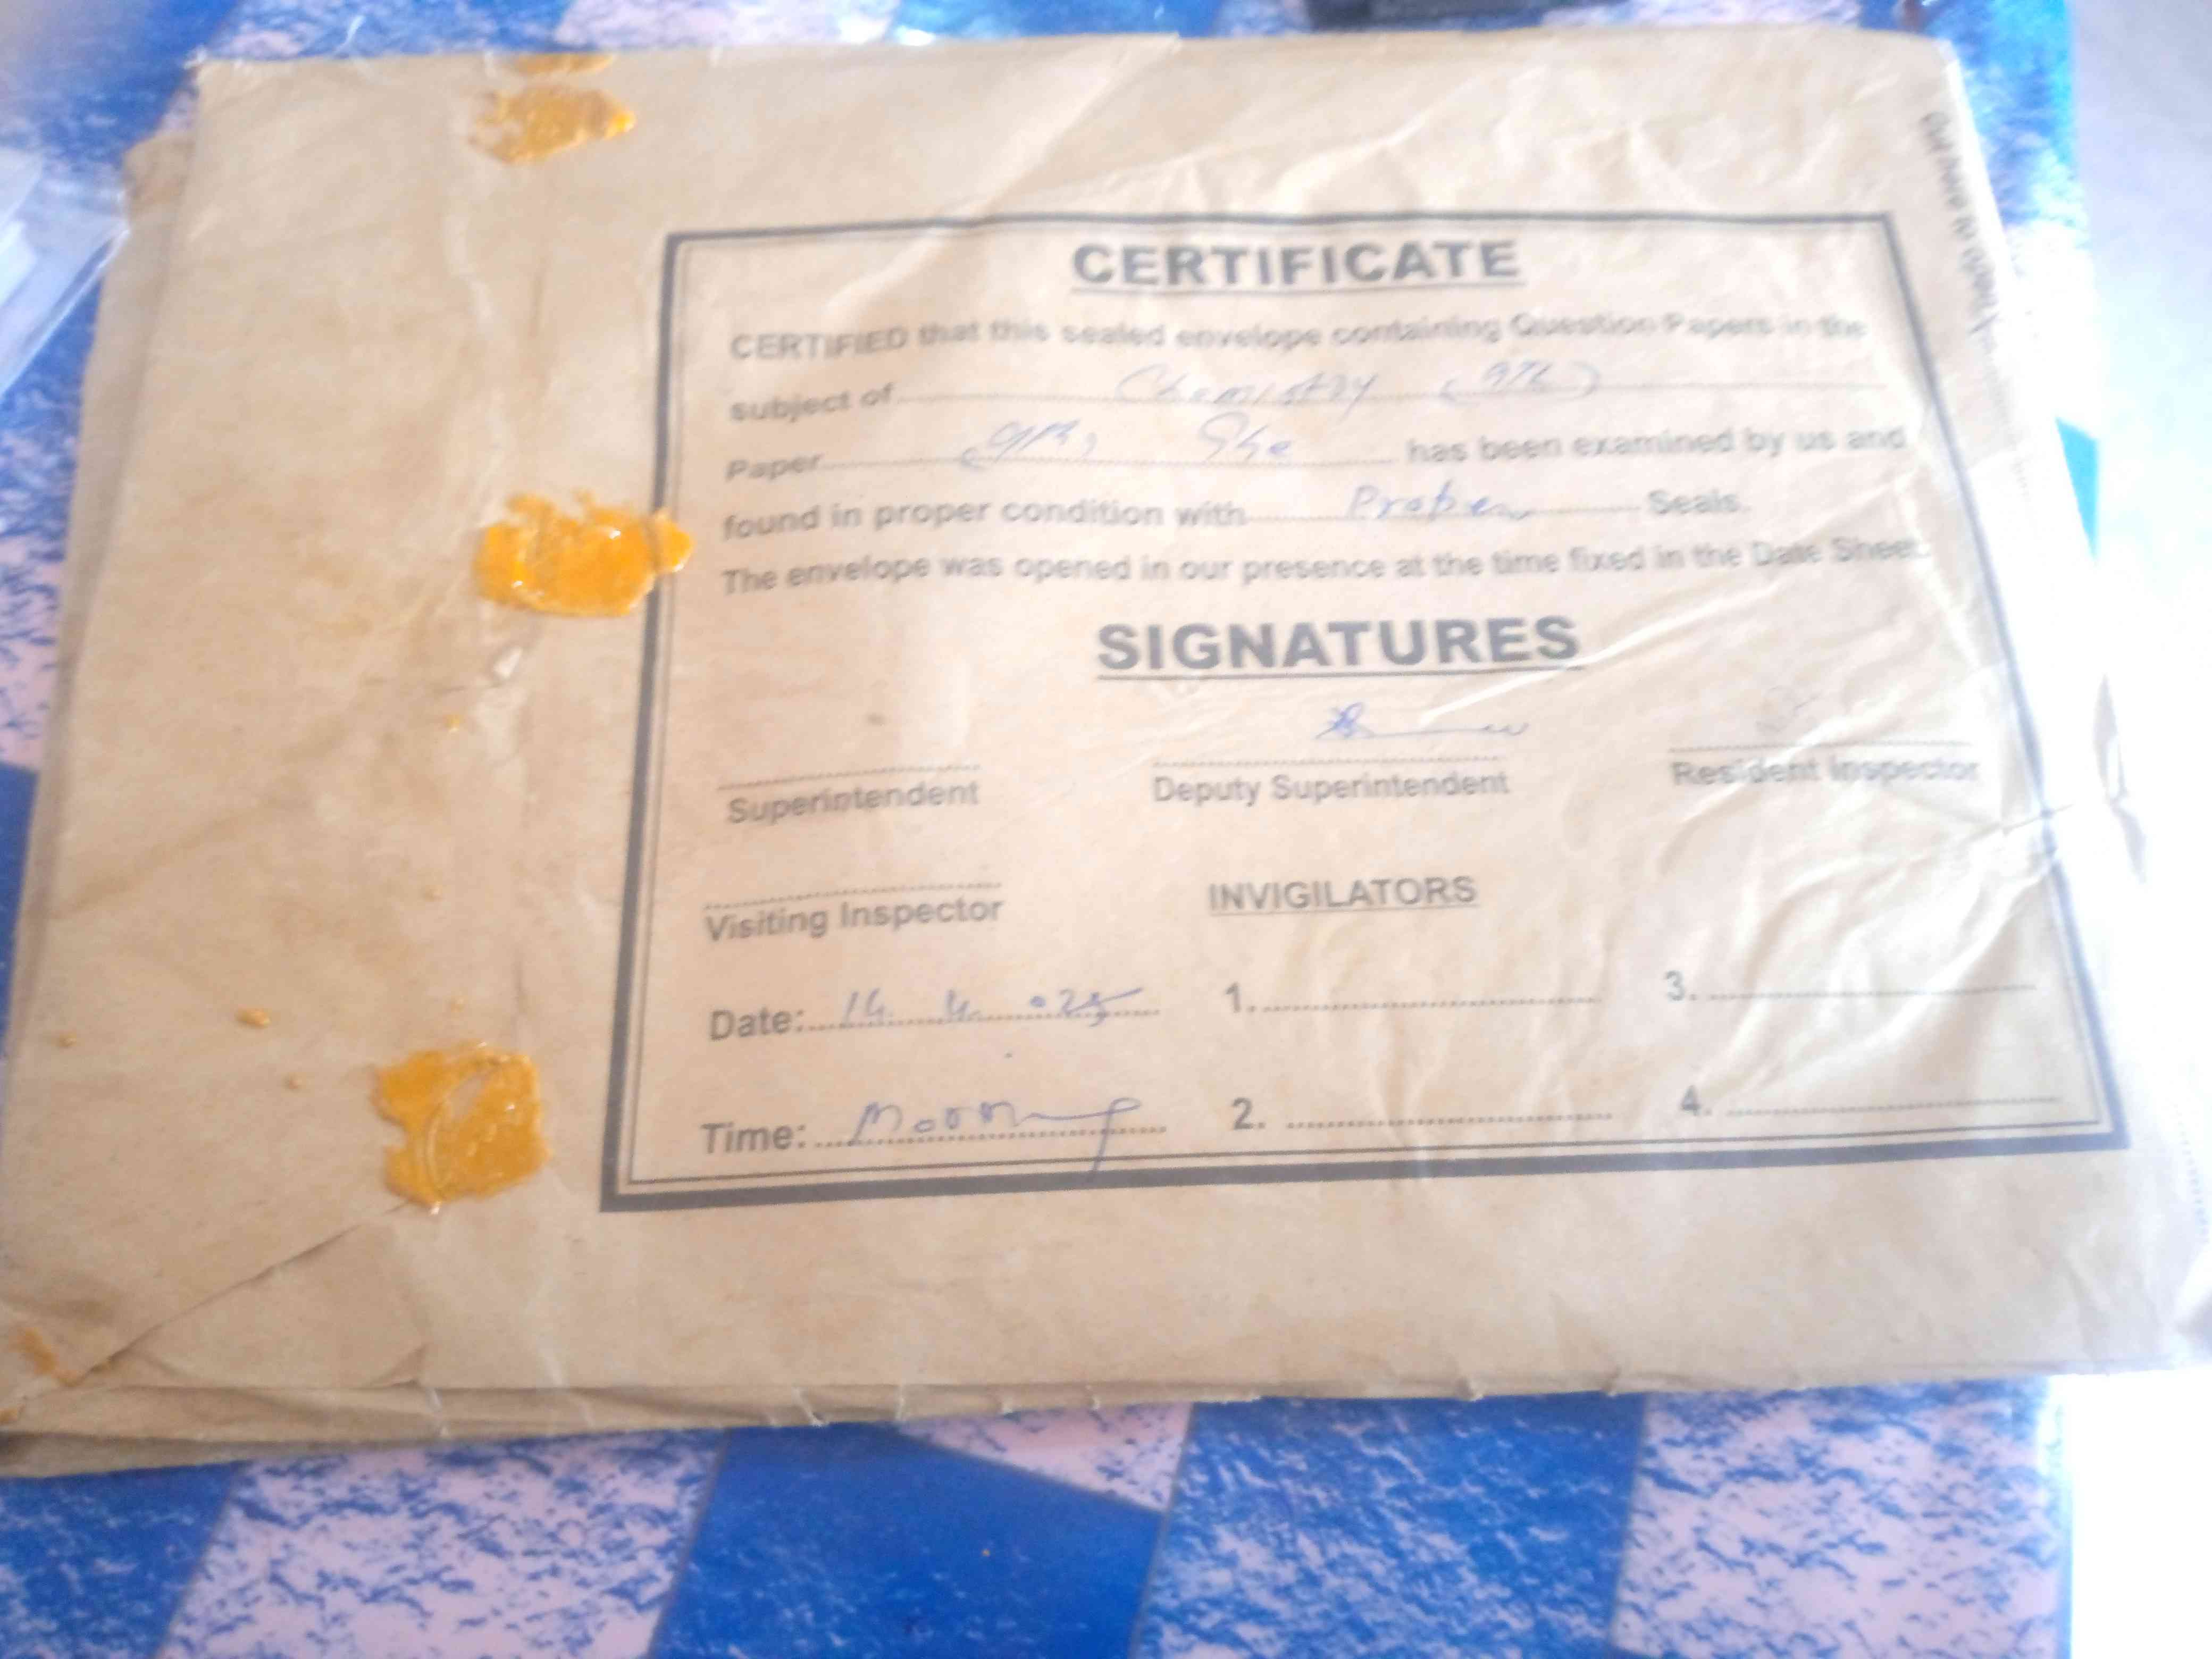 CERTIFICATE
CERTIFIED that this sealed envelope containing Question Papers in the
subject of Chemistry (9th)
Paper (9th) has been examined by us and
found in proper condition with Proper Seals.
The envelope was opened in our presence at the time fixed in the Date Sheet.
SIGNATURES
Superintendent Deputy Superintendent Resident Inspector
Visiting Inspector INVIGILATORS
Date: 1. 3.
Time: Morning 2. 4.